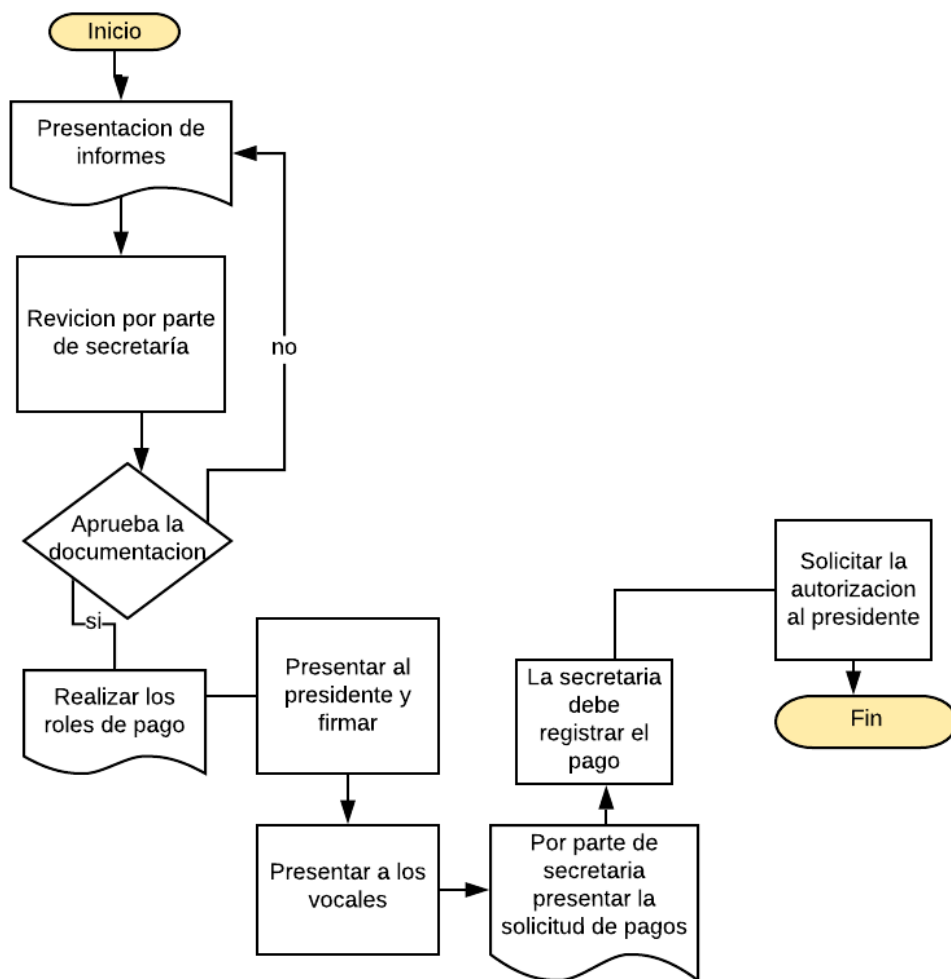 Inicio
Presentacion de
informes
Revicion por parte
de secretaría
no
Aprueba la
documentacion
si
Realizar los
roles de pago
Presentar al
presidente y
firmar
Presentar a los
vocales
Por parte de
secretaria
presentar la
solicitud de pagos
La secretaria
debe
registrar el
pago
Solicitar la
autorizacion
al presidente
Fin